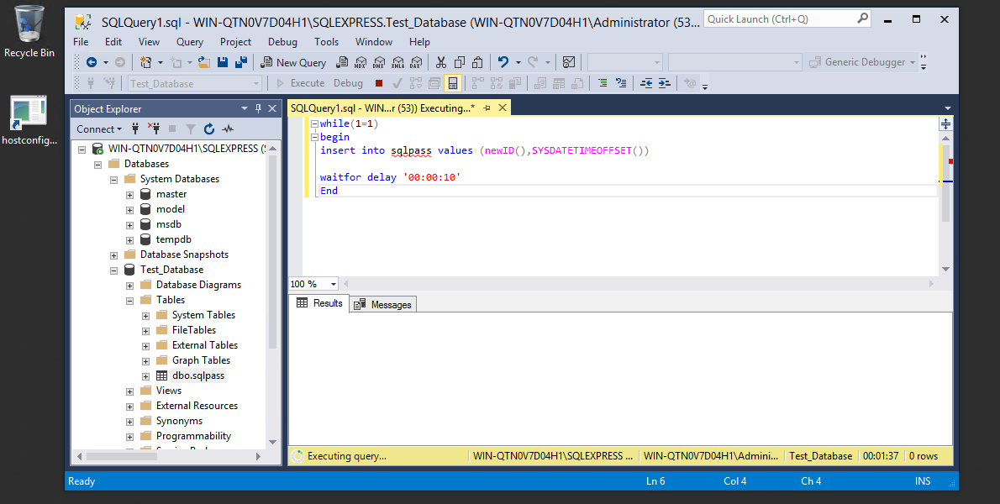 Recycle Bin
hostconfig...
SQLQuery1.sql - WIN-QTN0V7D04H1\SQLEXPRESS.Test_Database (WIN-QTN0V7D04H1\Administrator (53...
Quick Launch (Ctrl+Q)
File Edit View Query Project Debug Tools Window Help
New Query MDX DMX XMLA DAX Generic Debugger
Test_Database Execute Debug
Object Explorer
Connect
WIN-QTN0V7D04H1\SQLEXPRESS (S
Databases
System Databases
master
model
msdb
tempdb
Database Snapshots
Test_Database
Database Diagrams
Tables
System Tables
FileTables
External Tables
Graph Tables
dbo.sqlpass
Views
External Resources
Synonyms
Programmability
SQLQuery1.sql - WIN...r (53)) Executing...*
while(1=1)
begin
insert into sqlpass values (newID(),SYSDATETIMEOFFSET())
waitfor delay '00:00:10'
End
100 %
Results Messages
Executing query... WIN-QTN0V7D04H1\SQLEXPRESS ... WIN-QTN0V7D04H1\Admini... Test_Database 00:01:37 0 rows
Ready Ln 6 Col 4 Ch 4 INS